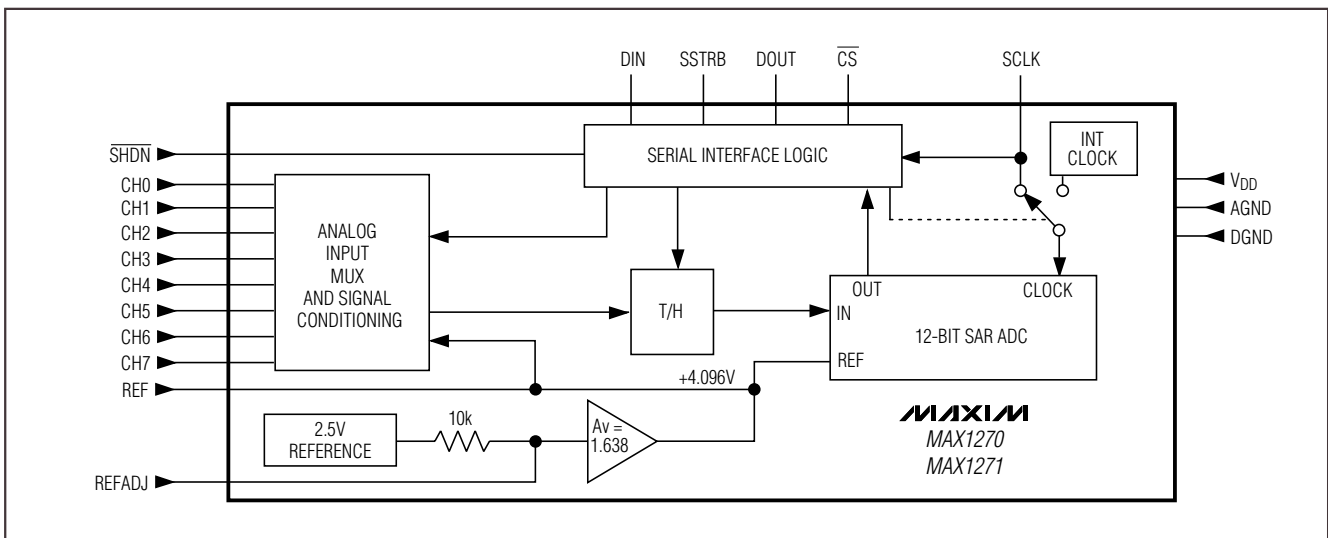 DIN SSTRB DOUT CS SCLK
SHDN
SERIAL INTERFACE LOGIC
INT
CLOCK
CH0
CH1
CH2
CH3
CH4
CH5
CH6
CH7
REF
REFADJ
ANALOG
INPUT
MUX
AND SIGNAL
CONDITIONING
T/H
VDD
AGND
DGND
OUT CLOCK
IN
12-BIT SAR ADC
REF
+4.096V
2.5V
REFERENCE
10k
Av =
1.638
MAXIM
MAX1270
MAX1271